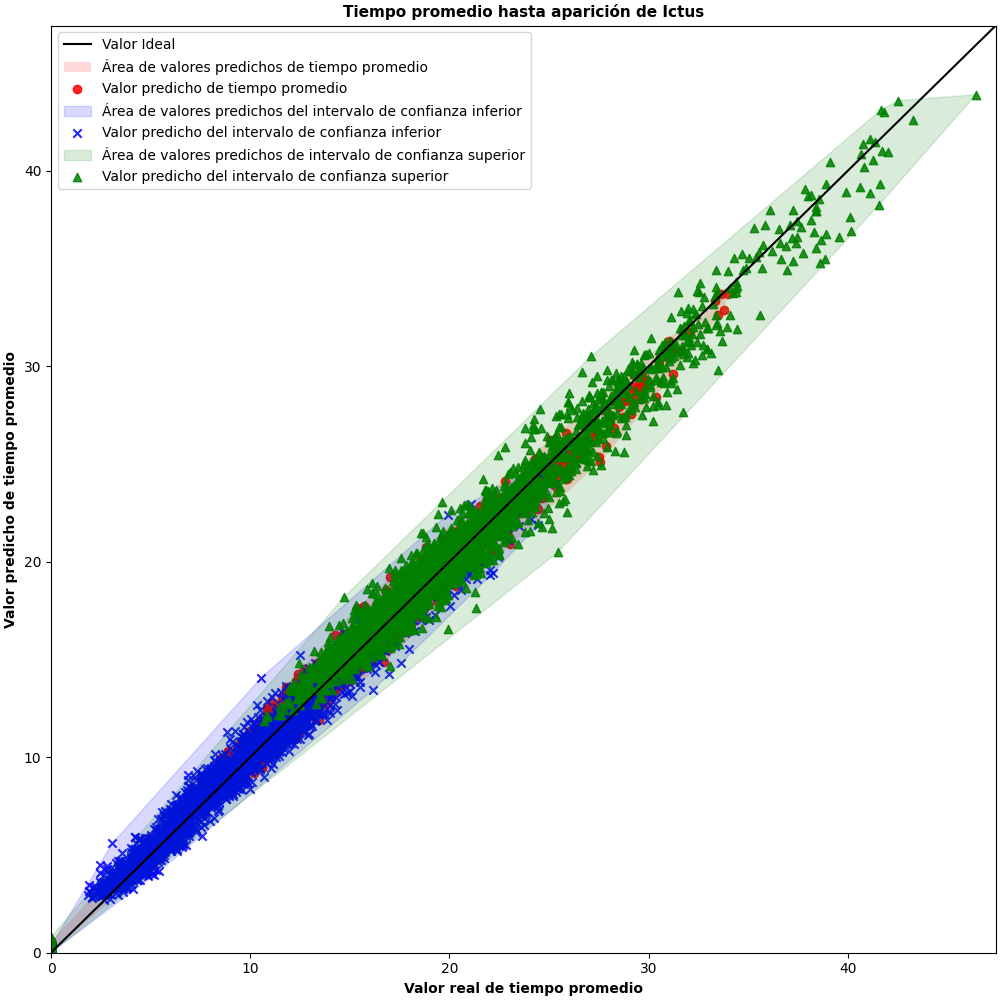 Tiempo promedio hasta aparición de Ictus
Valor Ideal
Área de valores predichos de tiempo promedio
Valor predicho de tiempo promedio
Área de valores predichos del intervalo de confianza inferior
Valor predicho del intervalo de confianza inferior
Área de valores predichos de intervalo de confianza superior
Valor predicho del intervalo de confianza superior
Valor predicho de tiempo promedio
40
30
20
10
0
0 10 20 30 40
Valor real de tiempo promedio